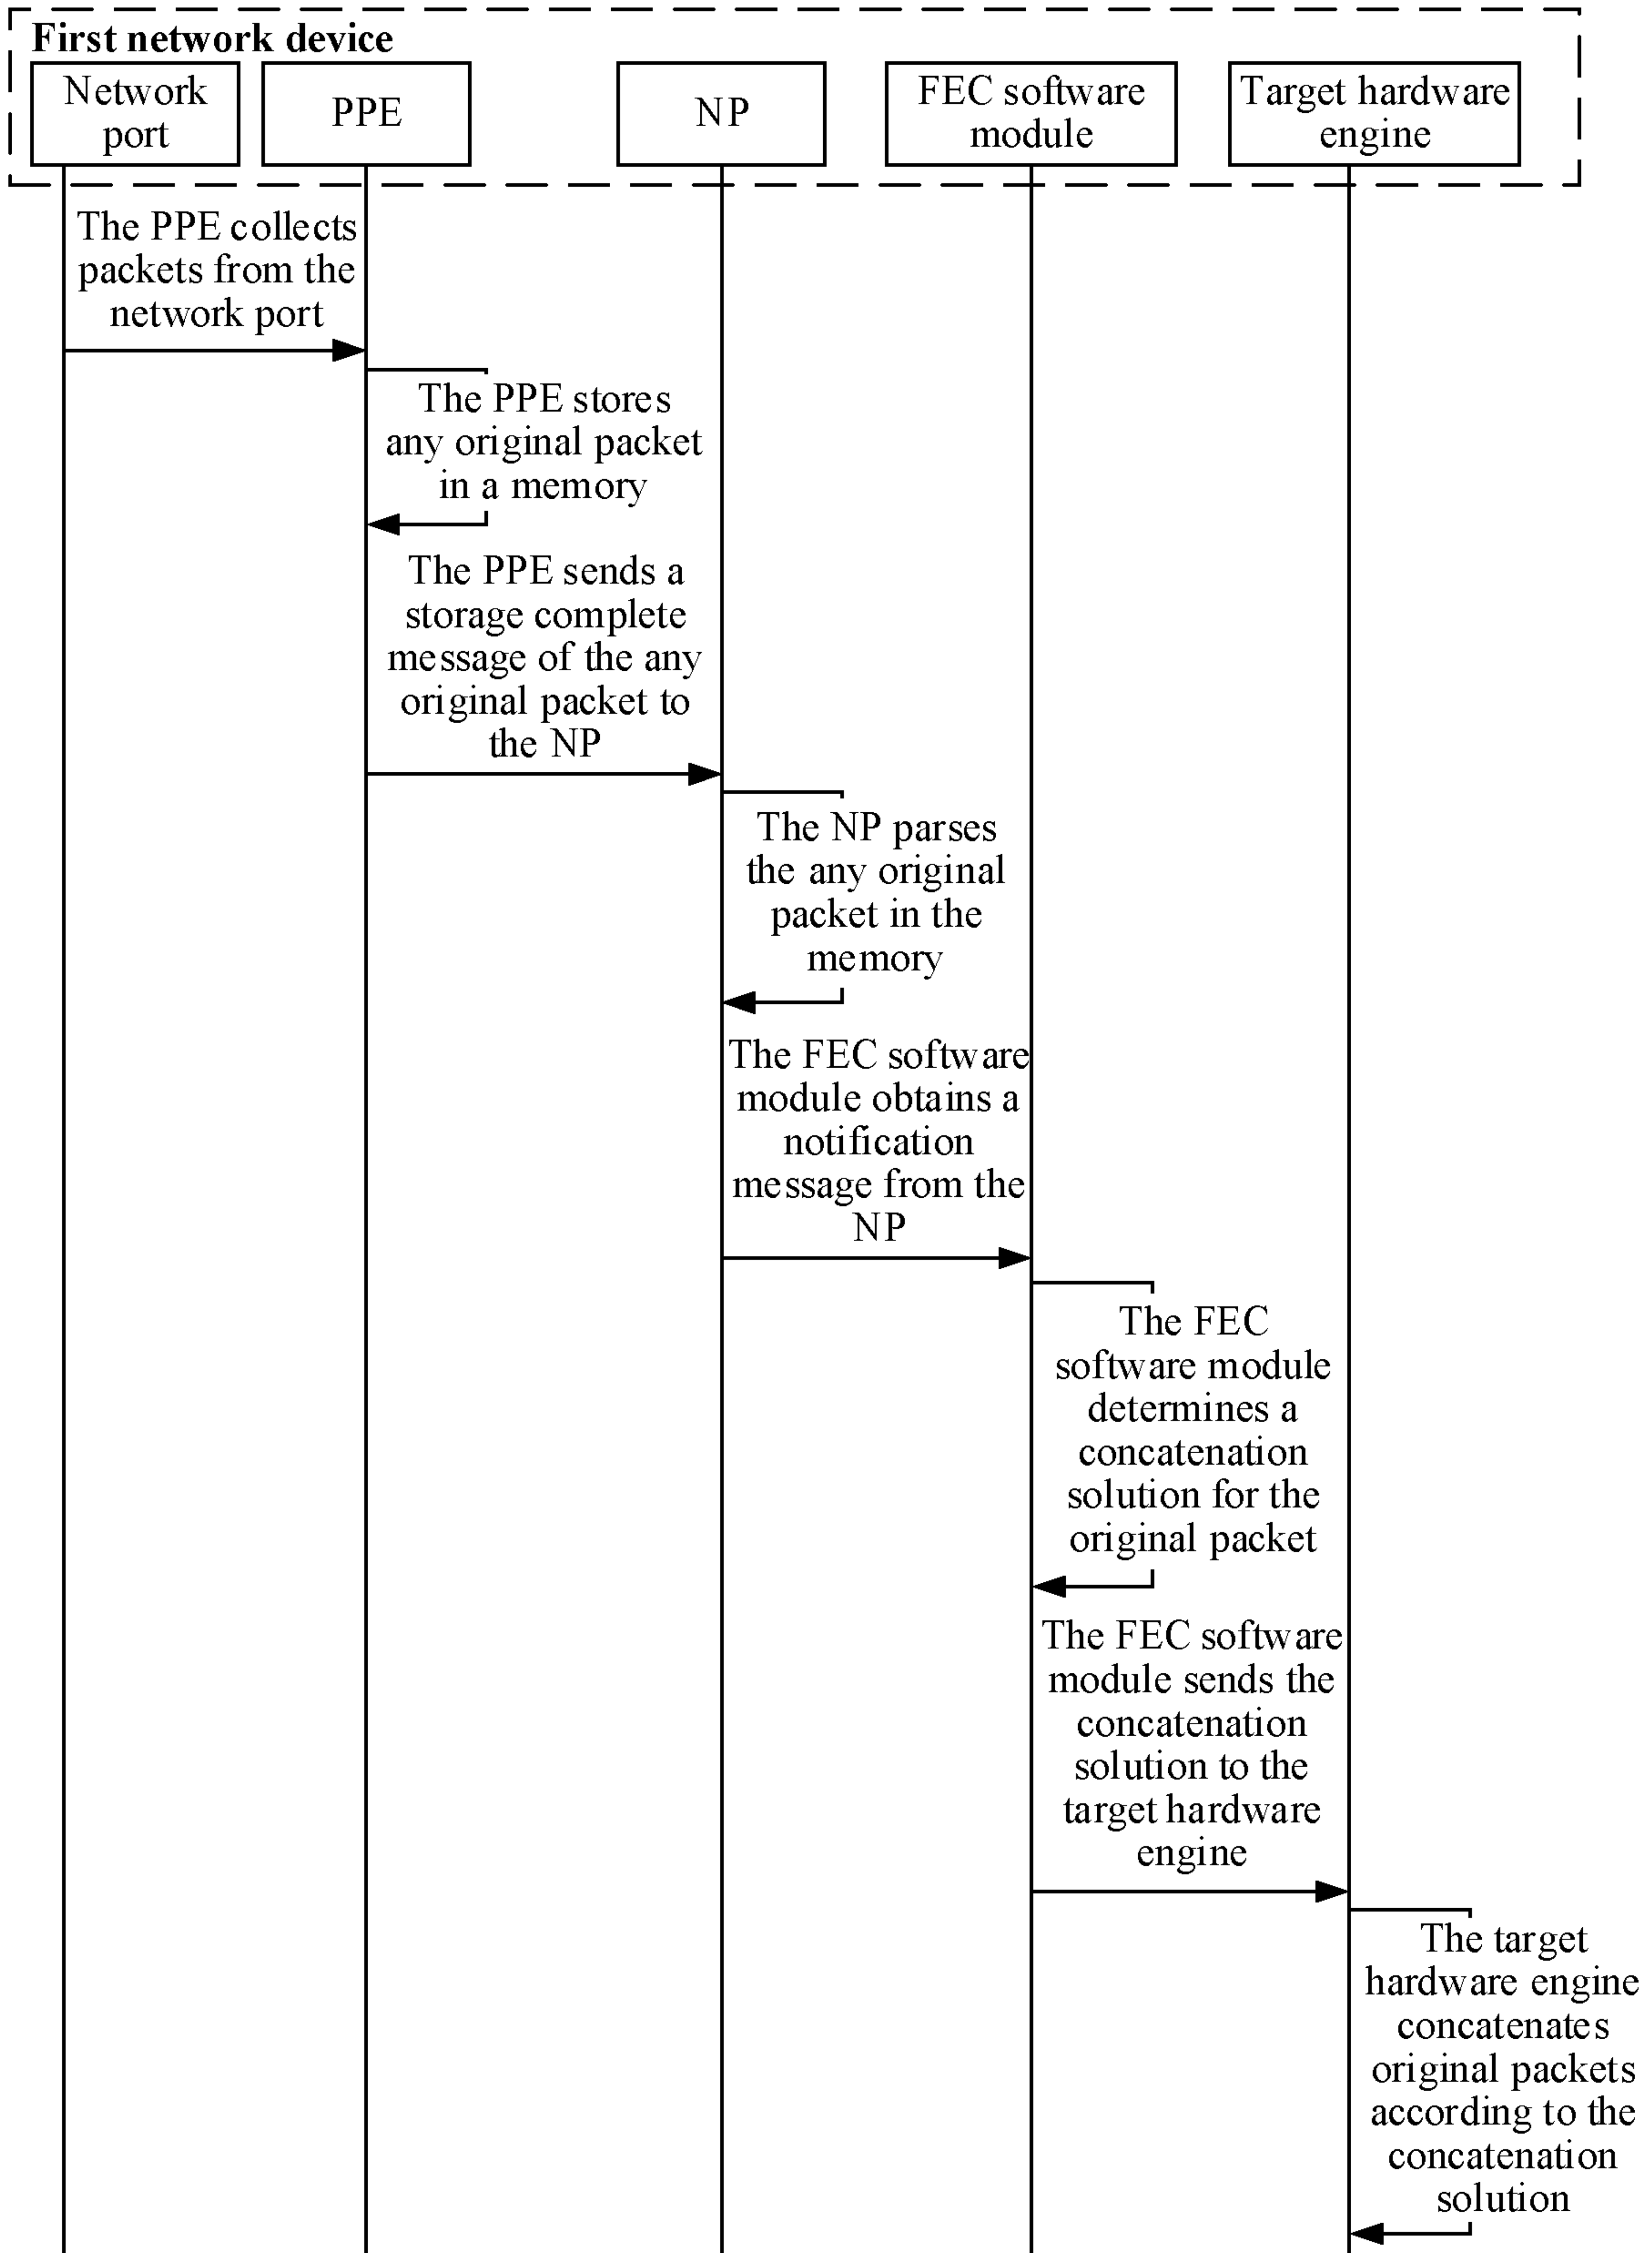 First network device
Network
port
PPE
NP
FEC software
module
Target hardware
engine
The PPE collects
packets from the
network port
The PPE stores
any original packet
in a memory
The PPE sends a
storage complete
message of the any
original packet to
the NP
The NP parses
the any original
packet in the
memory
The FEC software
module obtains a
notification
message from the
NP
The FEC
software module
determines a
concatenation
solution for the
original packet
The FEC software
module sends the
concatenation
solution to the
target hardware
engine
The target
hardware engine
concatenates
original packets
according to the
concatenation
solution